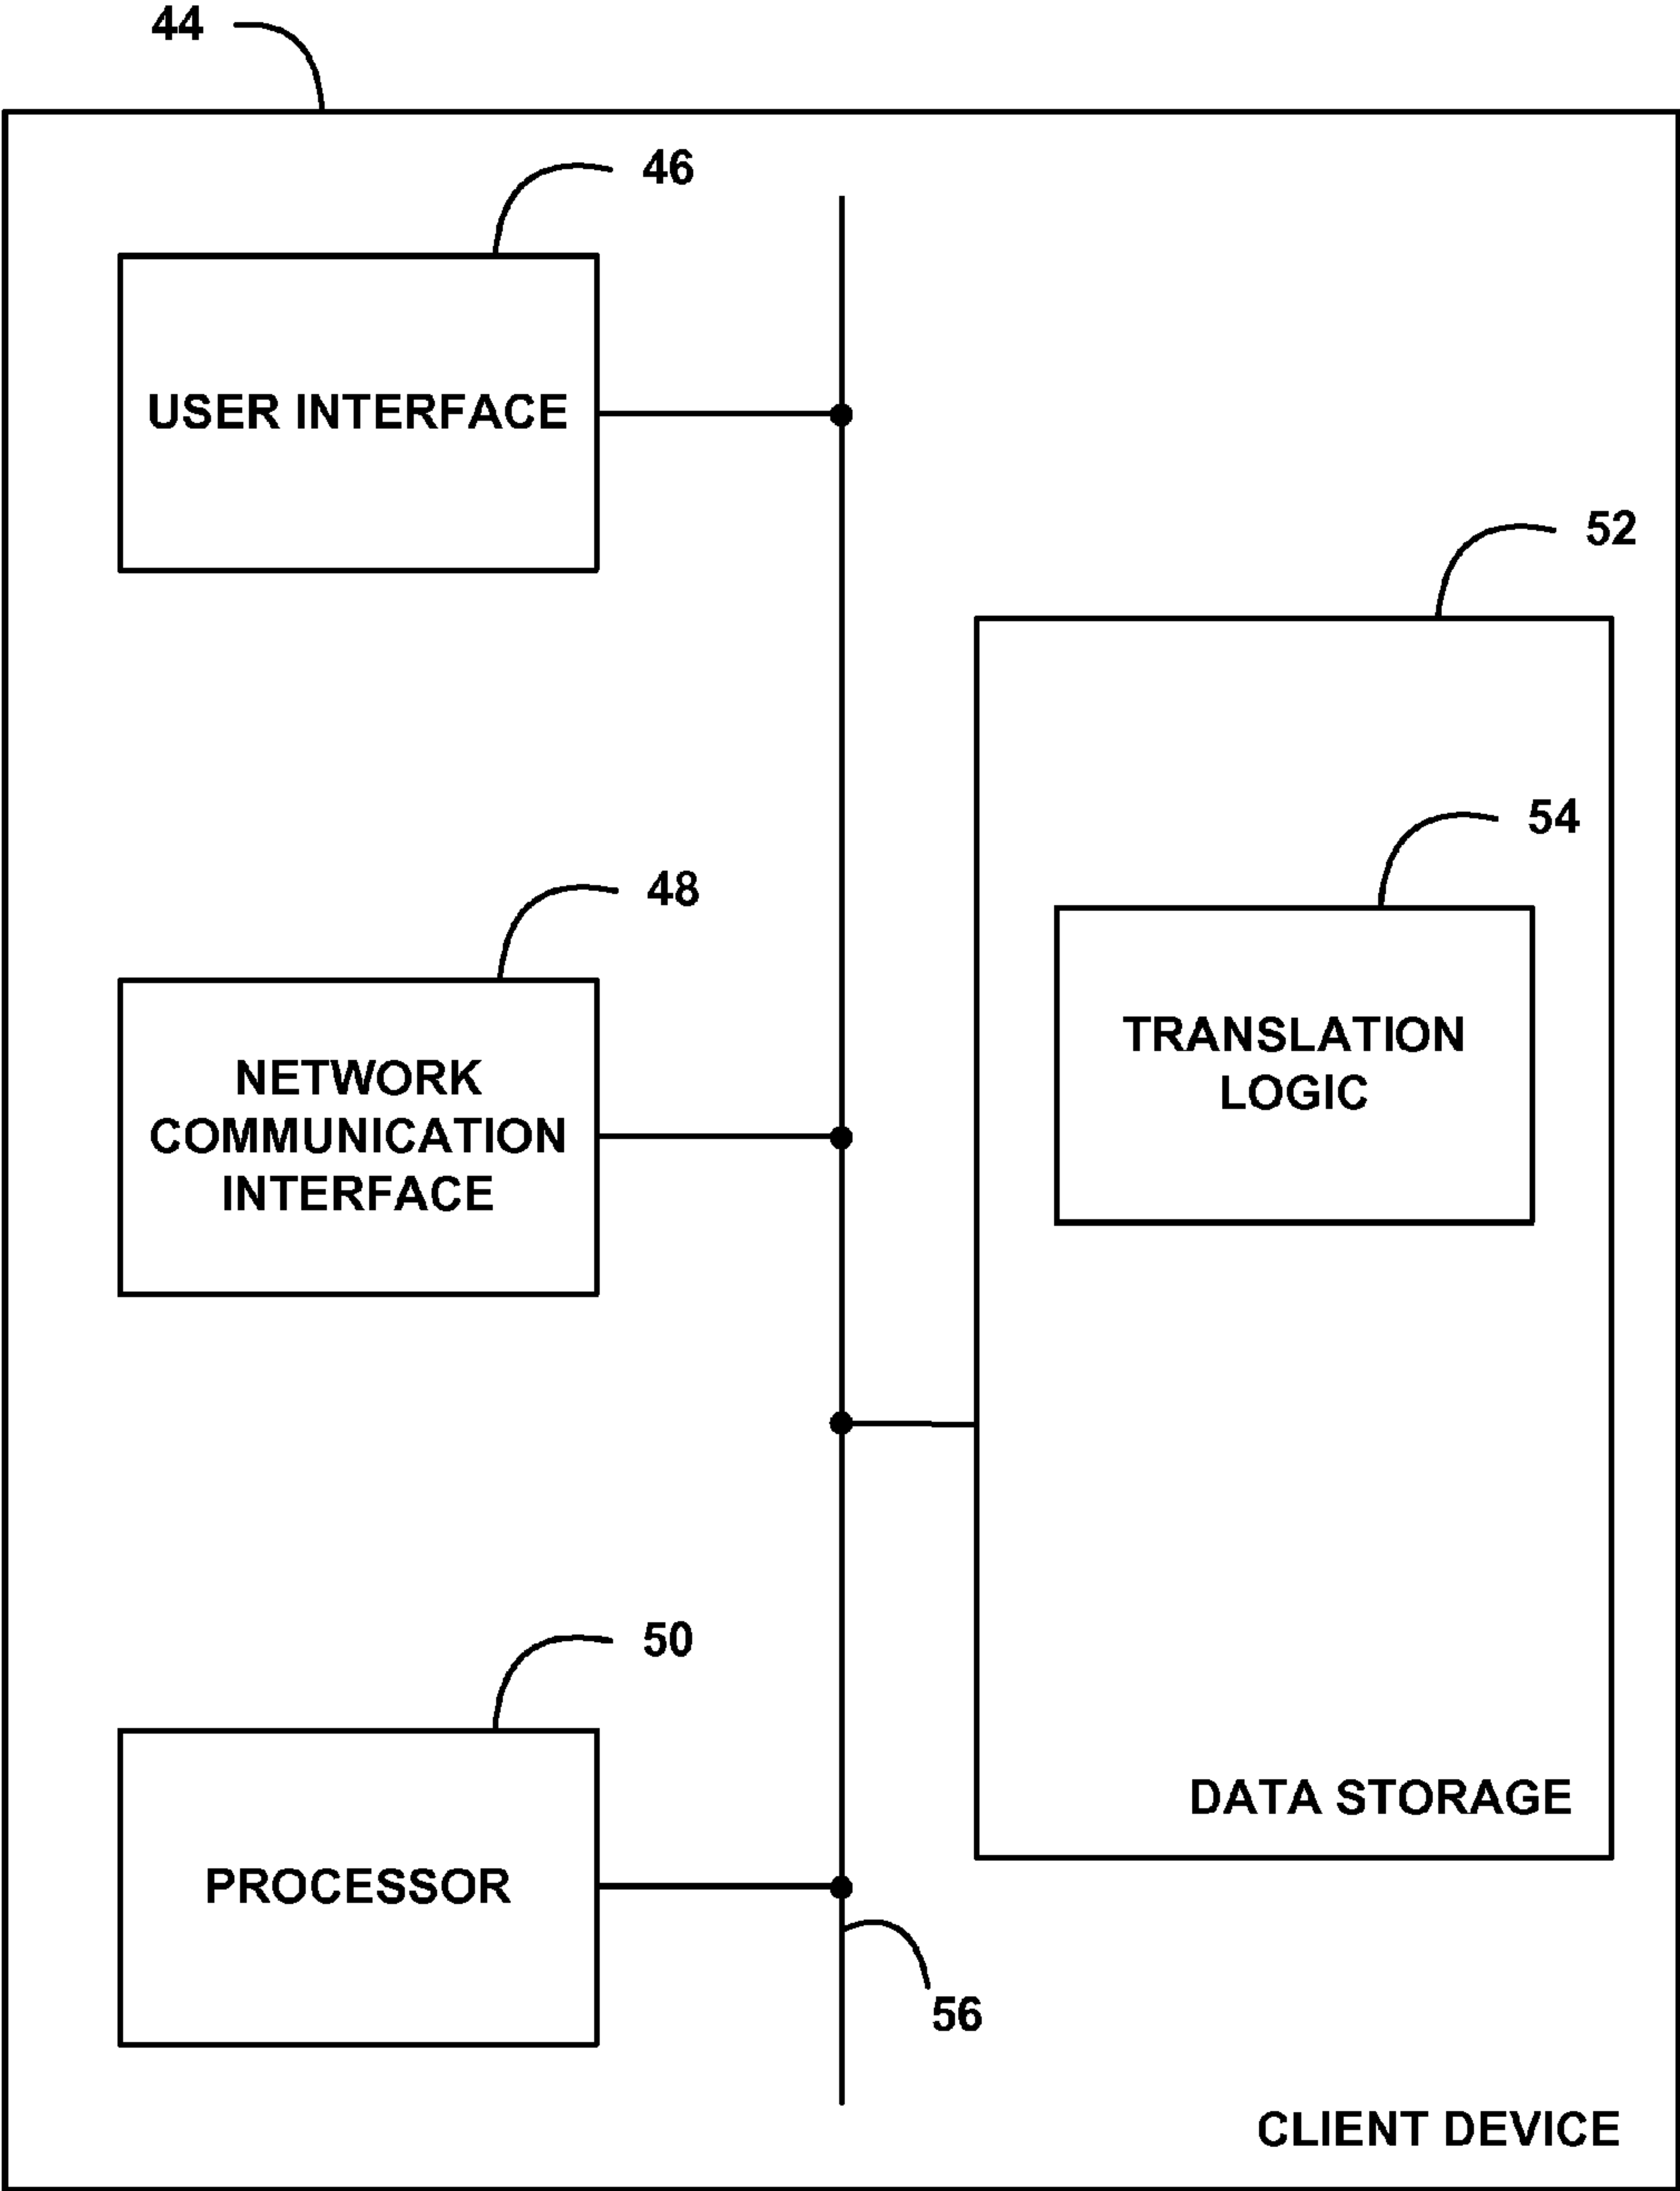 44
46
USER INTERFACE
52
54
48
TRANSLATION
LOGIC
NETWORK
COMMUNICATION
INTERFACE
50
DATA STORAGE
PROCESSOR
56
CLIENT DEVICE